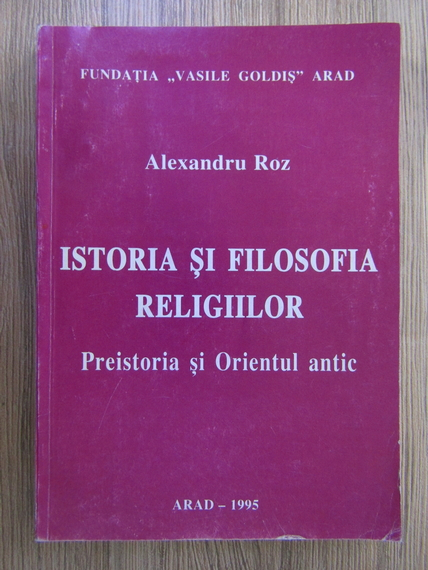 FUNDAȚIA „VASILE GOLDIȘ” ARAD
Alexandru Roz
ISTORIA ȘI FILOSOFIA
RELIGIILOR
Preistoria și Orientul antic
ARAD – 1995